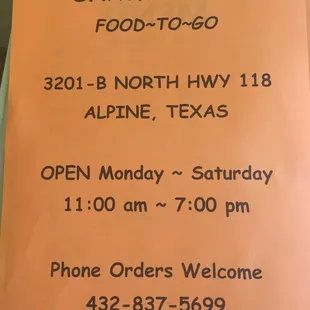 FOOD~TO~GO
3201-B NORTH HWY 118
ALPINE, TEXAS
OPEN Monday ~ Saturday
11:00 am ~ 7:00 pm
Phone Orders Welcome
432-837-5699